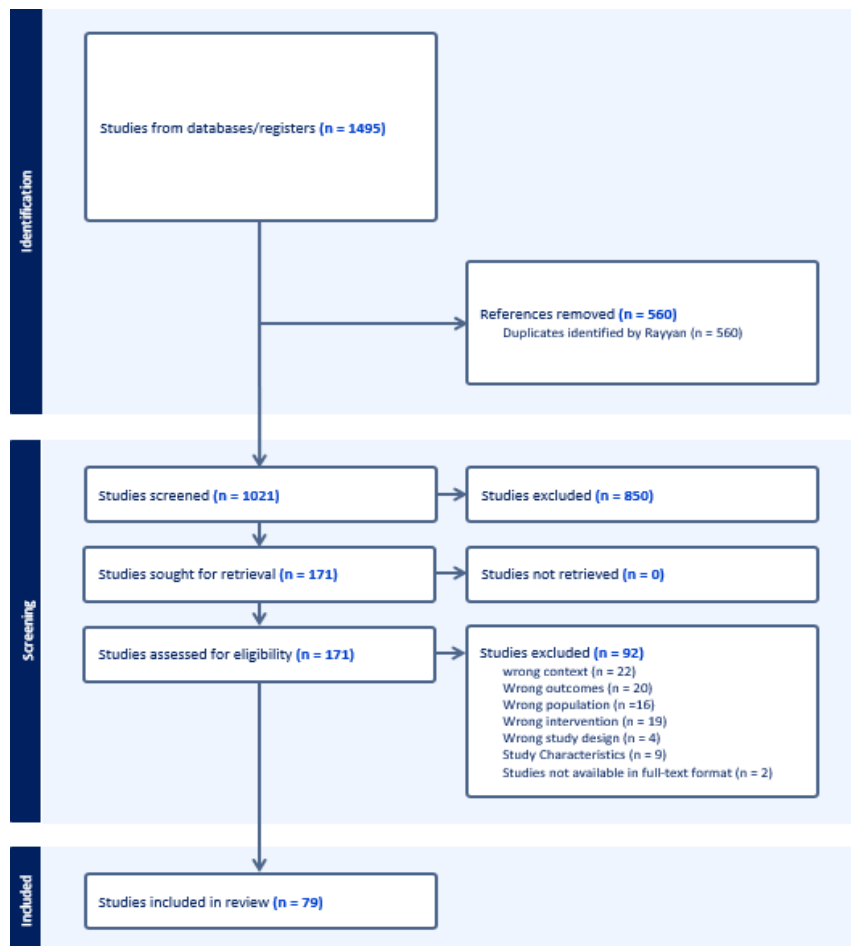 Identification
Studies from databases/registers (n = 1495)
References removed (n = 560)
Duplicates identified by Rayyan (n = 560)
Screening
Studies screened (n = 1021)
Studies excluded (n = 850)
Studies sought for retrieval (n = 171)
Studies not retrieved (n = 0)
Studies assessed for eligibility (n = 171)
Studies excluded (n = 92)
wrong context (n = 22)
Wrong outcomes (n = 20)
Wrong population (n =16)
Wrong intervention (n = 19)
Wrong study design (n = 4)
Study Characteristics (n = 9)
Studies not available in full-text format (n = 2)
Included
Studies included in review (n = 79)